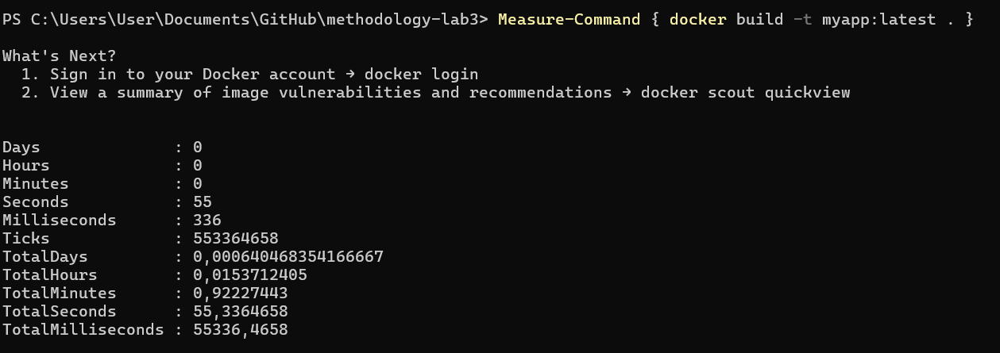 PS C:\Users\User\Documents\GitHub\methodology-lab3> Measure-Command { docker build -t myapp:latest . }
What's Next?
  1. Sign in to your Docker account → docker login
  2. View a summary of image vulnerabilities and recommendations → docker scout quickview
Days              : 0
Hours             : 0
Minutes           : 0
Seconds           : 55
Milliseconds      : 336
Ticks             : 553364658
TotalDays         : 0,000640468354166667
TotalHours        : 0,0153712405
TotalMinutes      : 0,92227443
TotalSeconds      : 55,3364658
TotalMilliseconds : 55336,4658